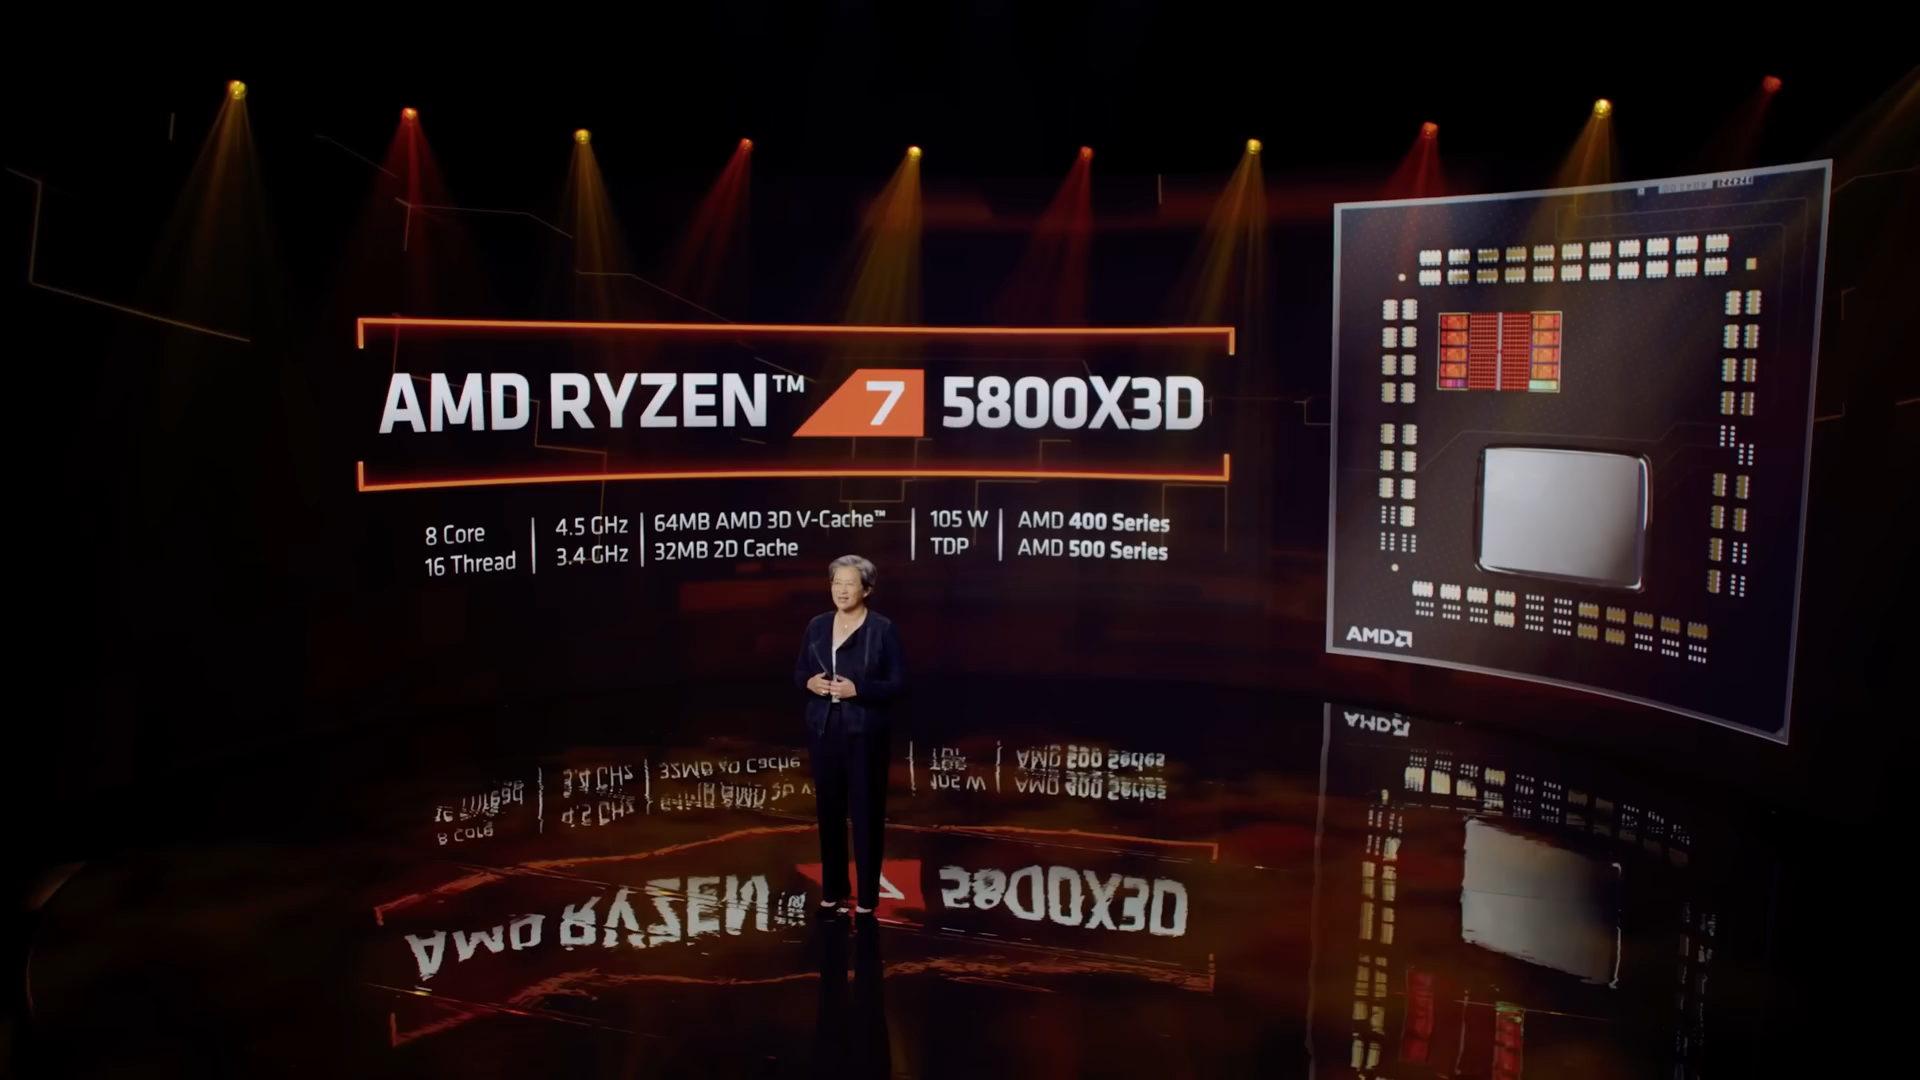 AMD RYZEN™ 7 5800X3D
8 Core
16 Thread
4.5 GHz
3.4 GHz
64MB AMD 3D V-Cache™
32MB 2D Cache
105 W
TDP
AMD 400 Series
AMD 500 Series
AMD